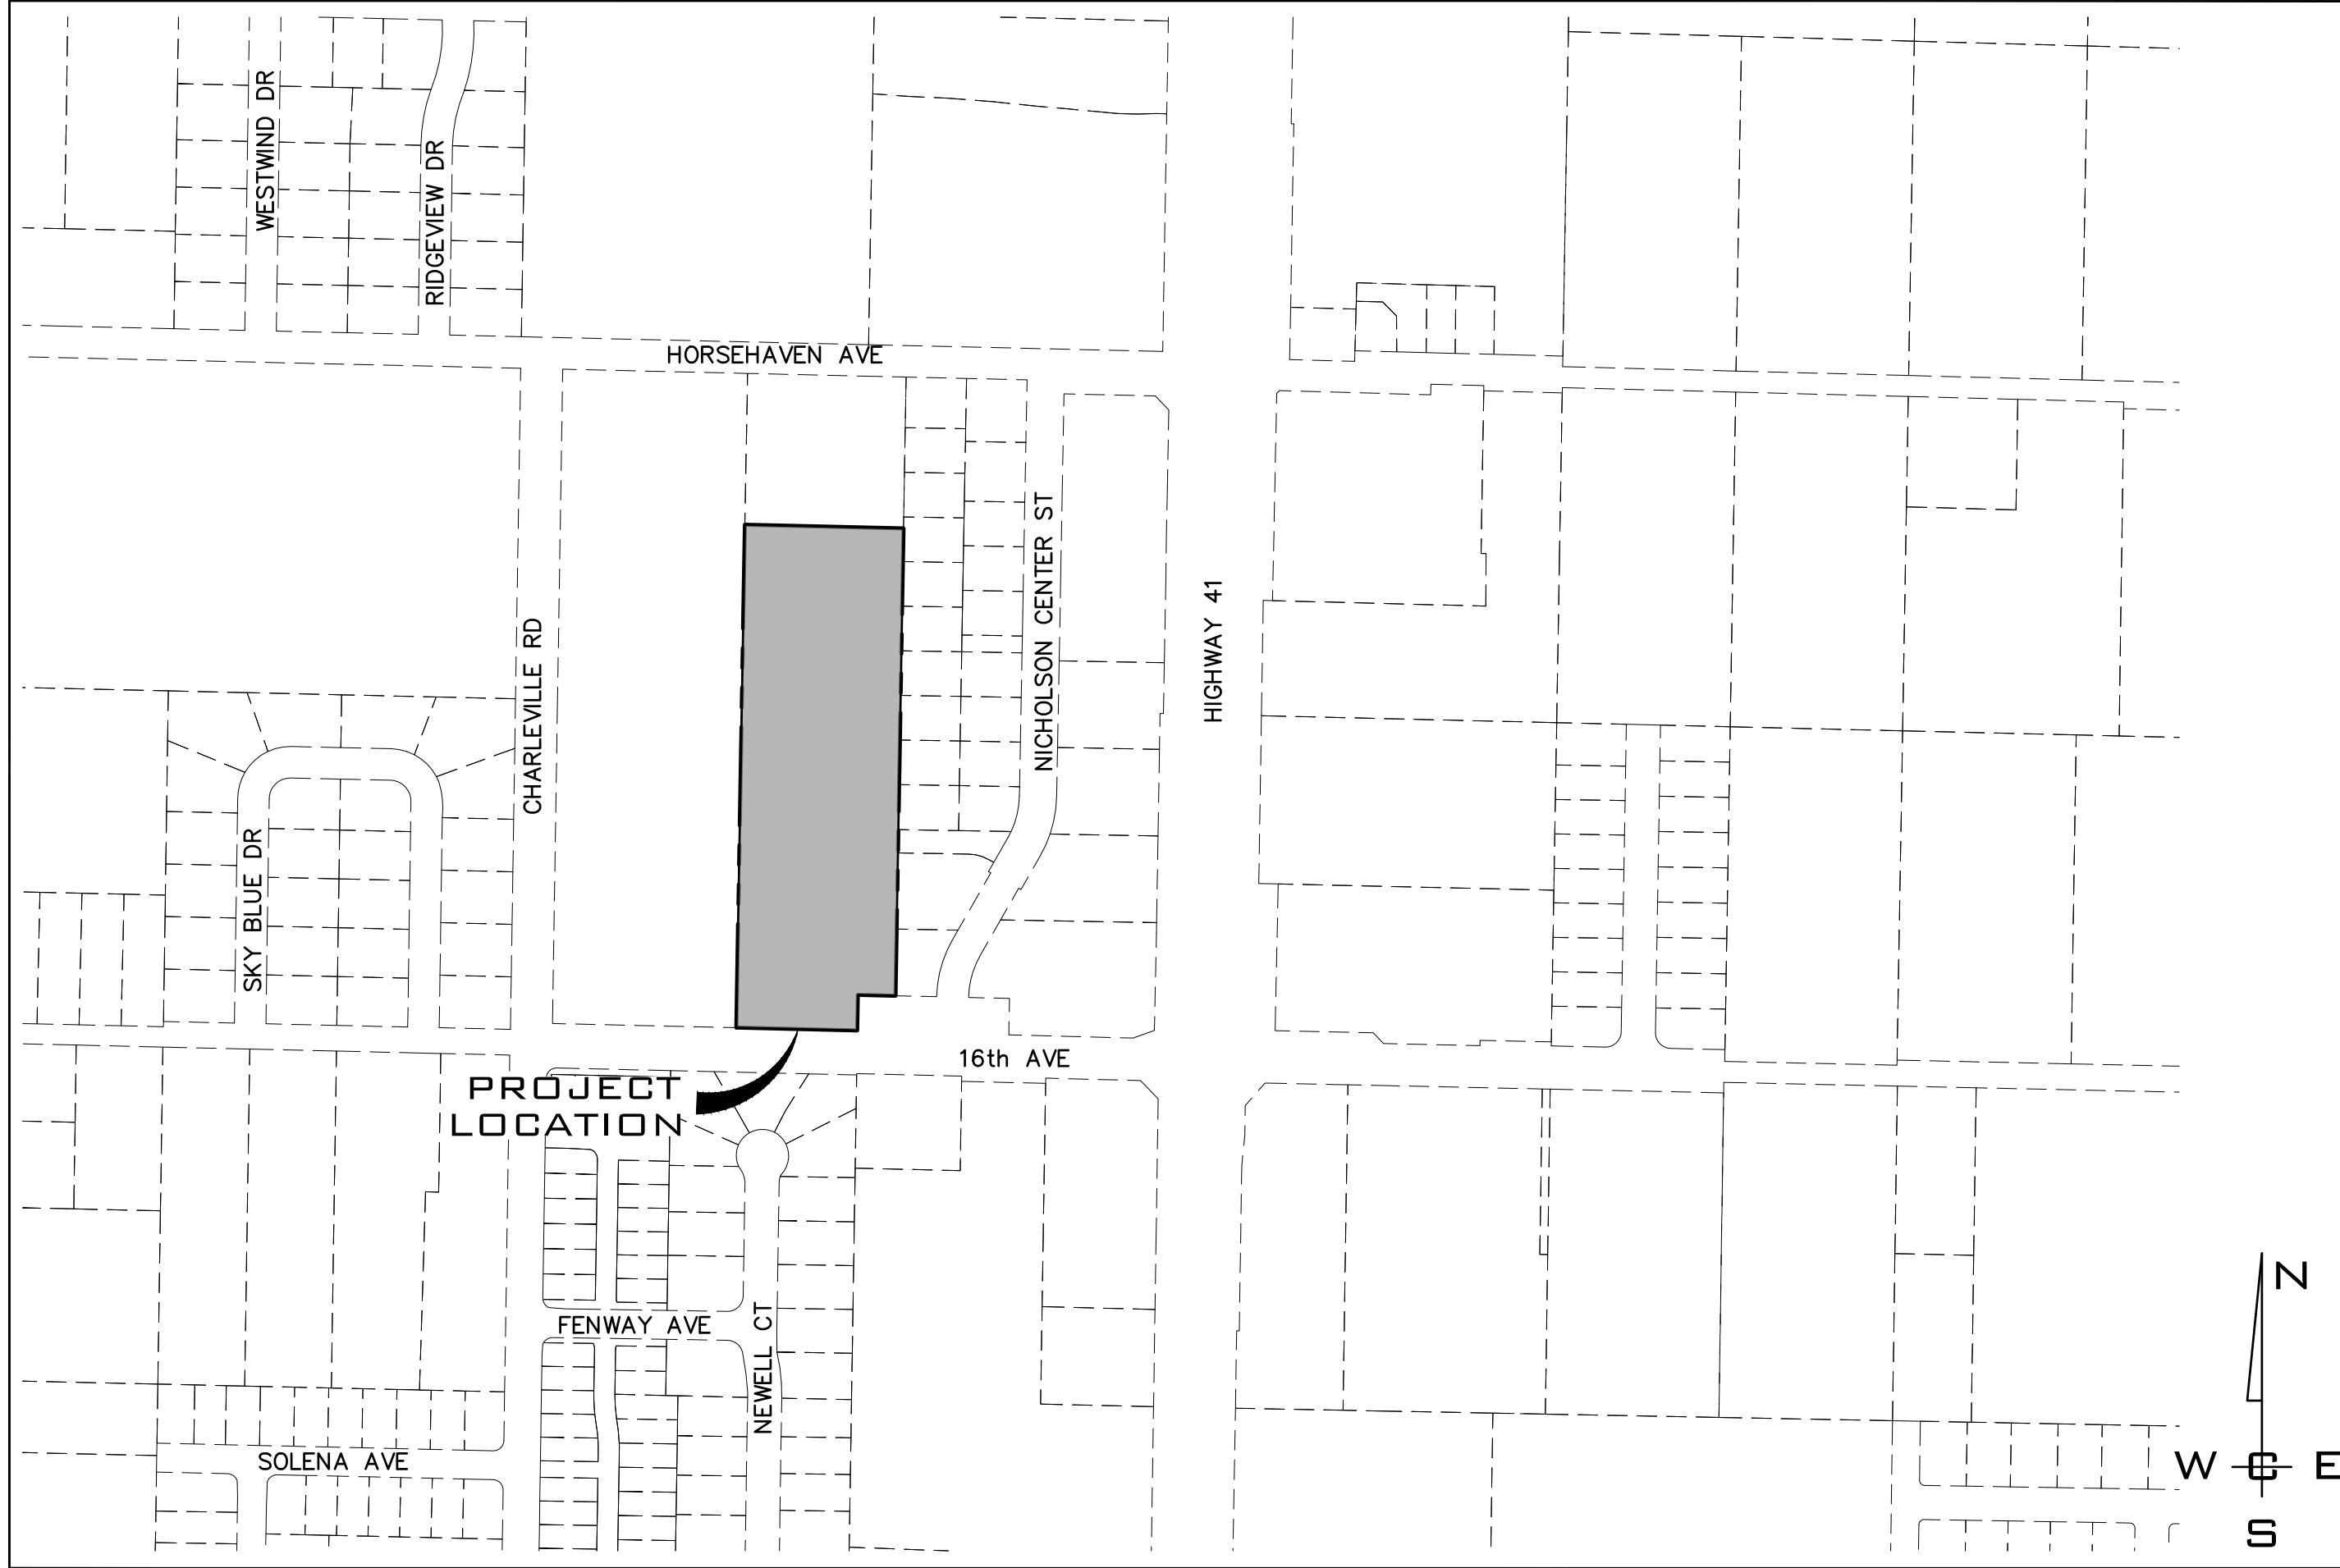 WESTWIND DR
RIDGEVIEW DR
HORSEHAVEN AVE
CHARLEVILLE RD
NICHOLSON CENTER ST
HIGHWAY 41
SKY BLUE DR
16th AVE
PROJECT
LOCATION
FENWAY AVE
NEWELL CT
SOLENA AVE
N
W
E
S